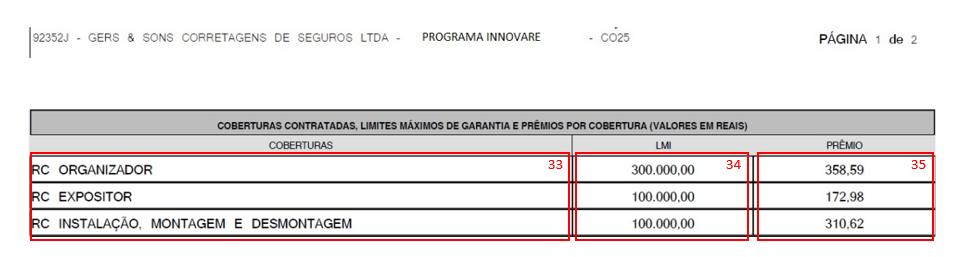 92352J - GERS & SONS CORRETAGENS DE SEGUROS LTDA - PROGRAMA INNOVARE - CO25 PÁGINA 1 de 2
COBERTURAS CONTRATADAS, LIMITES MÁXIMOS DE GARANTIA E PRÊMIOS POR COBERTURA (VALORES EM REAIS)
COBERTURAS LMI PRÊMIO
RC ORGANIZADOR 33 300.000,00 34 358,59 35
RC EXPOSITOR 100.000,00 172,98
RC INSTALAÇÃO, MONTAGEM E DESMONTAGEM 100.000,00 310,62